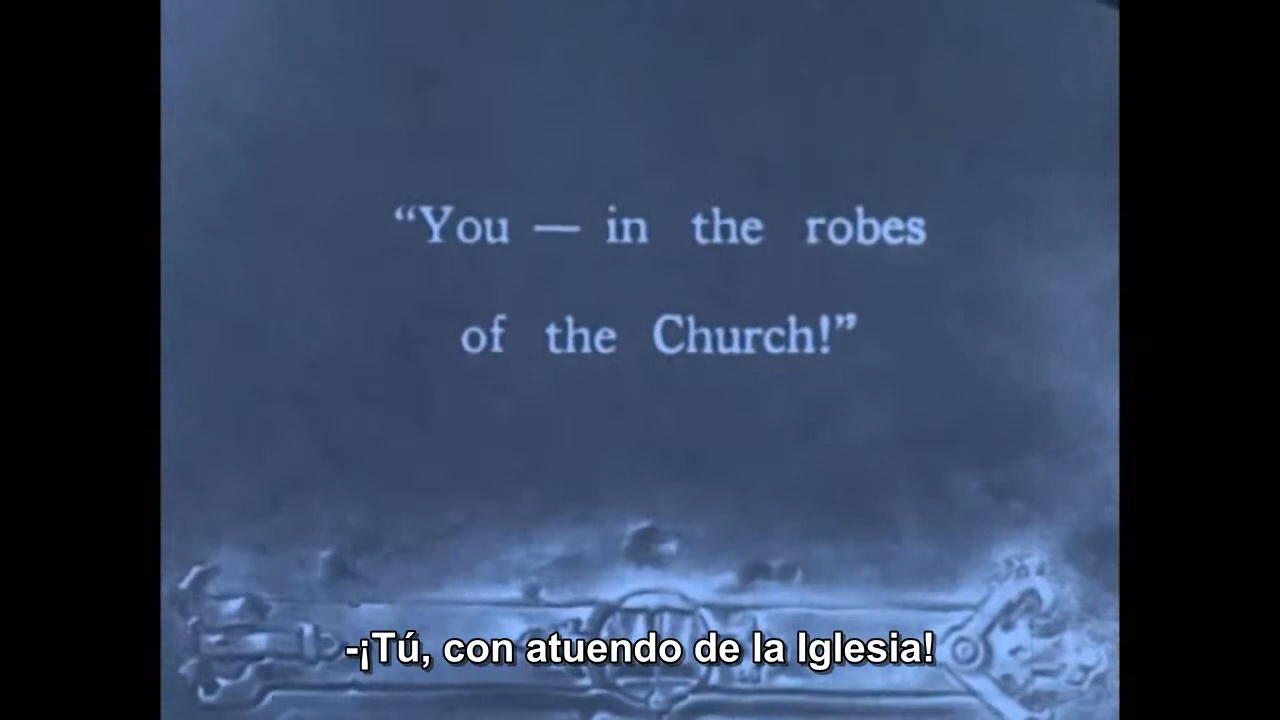 “You — in the robes
of the Church!”
-¡Tú, con atuendo de la Iglesia!